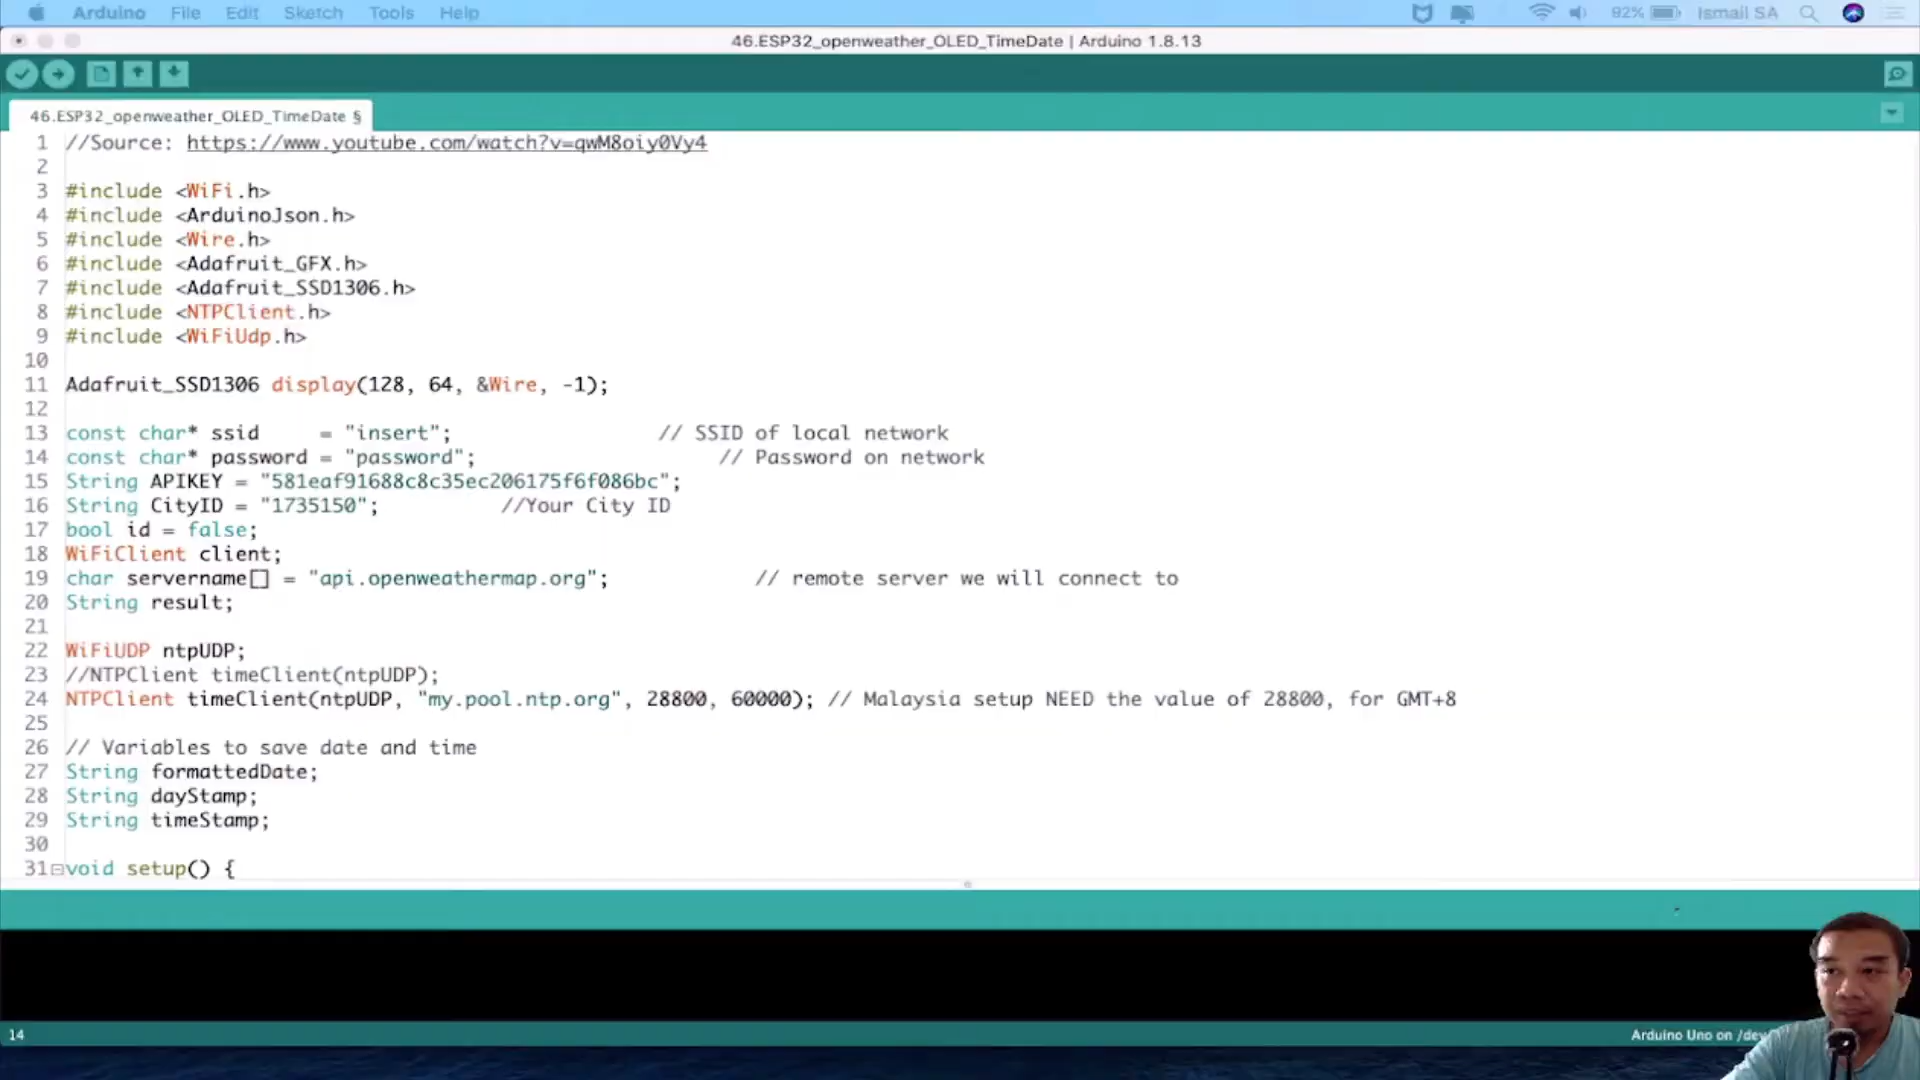 Arduino File Edit Sketch Tools Help 92% Ismail SA
46.ESP32_openweather_OLED_TimeDate | Arduino 1.8.13
46.ESP32_openweather_OLED_TimeDate §
1 //Source: https://www.youtube.com/watch?v=qwM8oiy0Vy4
2
3 #include <WiFi.h>
4 #include <ArduinoJson.h>
5 #include <Wire.h>
6 #include <Adafruit_GFX.h>
7 #include <Adafruit_SSD1306.h>
8 #include <NTPClient.h>
9 #include <WiFiUdp.h>
10
11 Adafruit_SSD1306 display(128, 64, &Wire, -1);
12
13 const char* ssid = "insert"; // SSID of local network
14 const char* password = "password"; // Password on network
15 String APIKEY = "581eaf91688c8c35ec206175f6f086bc";
16 String CityID = "1735150"; //Your City ID
17 bool id = false;
18 WiFiClient client;
19 char servername[] = "api.openweathermap.org"; // remote server we will connect to
20 String result;
21
22 WiFiUDP ntpUDP;
23 //NTPClient timeClient(ntpUDP);
24 NTPClient timeClient(ntpUDP, "my.pool.ntp.org", 28800, 60000); // Malaysia setup NEED the value of 28800, for GMT+8
25
26 // Variables to save date and time
27 String formattedDate;
28 String dayStamp;
29 String timeStamp;
30
31 void setup() {
14 Arduino Uno on /dev